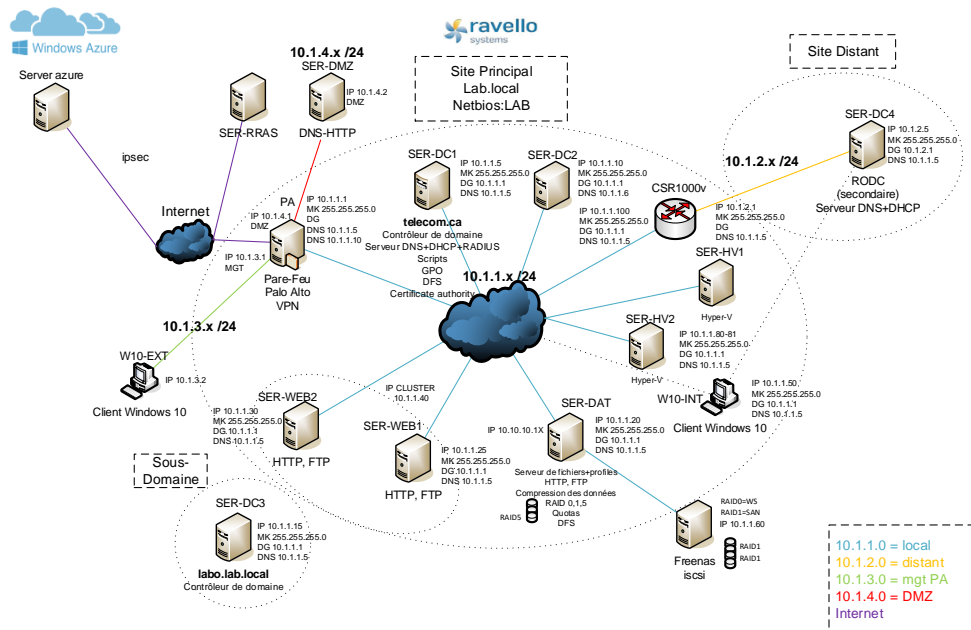 Windows Azure
ravello
systems
Site Principal
Lab.local
Netbios:LAB
Site Distant
Server azure
10.1.4.x /24
SER-DMZ
IP 10.1.4.2
DMZ
DNS-HTTP
SER-RRAS
ipsec
Internet
PA
IP 10.1.1.1
MK 255.255.255.0
DG
DNS 10.1.1.5
DNS 10.1.1.10
IP 10.1.4.1
DMZ
IP 10.1.3.1
MGT
Pare-Feu
Palo Alto
VPN
SER-DC1
IP 10.1.1.5
MK 255.255.255.0
DG 10.1.1.1
DNS 10.1.1.5
telecom.ca
Contrôleur de domaine
Serveur DNS+DHCP+RADIUS
Scripts
GPO
DFS
Certificate authority
SER-DC2
IP 10.1.1.10
MK 255.255.255.0
DG 10.1.1.1
DNS 10.1.1.6
CSR1000v
IP 10.1.1.100
MK 255.255.255.0
DG 10.1.1.1
DNS 10.1.1.5
IP 10.1.2.1
MK 255.255.255.0
DG
DNS 10.1.1.5
10.1.2.x /24
SER-DC4
IP 10.1.2.5
MK 255.255.255.0
DG 10.1.2.1
DNS 10.1.1.5
RODC
(secondaire)
Serveur DNS+DHCP
10.1.1.x /24
SER-HV1
Hyper-V
SER-HV2
IP 10.1.1.80-81
MK 255.255.255.0
DG 10.1.1.1
DNS 10.1.1.5
Hyper-V
W10-INT
IP 10.1.1.50
MK 255.255.255.0
DG 10.1.1.1
DNS 10.1.1.5
Client Windows 10
10.1.3.x /24
W10-EXT
IP 10.1.3.2
Client Windows 10
SER-WEB2
IP 10.1.1.30
MK 255.255.255.0
DG 10.1.1.1
DNS 10.1.1.5
HTTP, FTP
IP CLUSTER
10.1.1.40
SER-WEB1
IP 10.1.1.25
MK 255.255.255.0
DG 10.1.1.1
DNS 10.1.1.5
HTTP, FTP
SER-DAT
IP 10.10.10.1X
IP 10.1.1.20
MK 255.255.255.0
DG 10.1.1.1
DNS 10.1.1.5
Serveur de fichiers+profiles
HTTP, FTP
Compression des données
RAID 0,1,5
Quotas
DFS
RAID5
RAID0=WS
RAID1=SAN
IP 10.1.1.60
Freenas
iscsi
RAID1
RAID1
Sous-
Domaine
SER-DC3
IP 10.1.1.15
MK 255.255.255.0
DG 10.1.1.1
DNS 10.1.1.5
labo.lab.local
Contrôleur de domaine
10.1.1.0 = local
10.1.2.0 = distant
10.1.3.0 = mgt PA
10.1.4.0 = DMZ
Internet